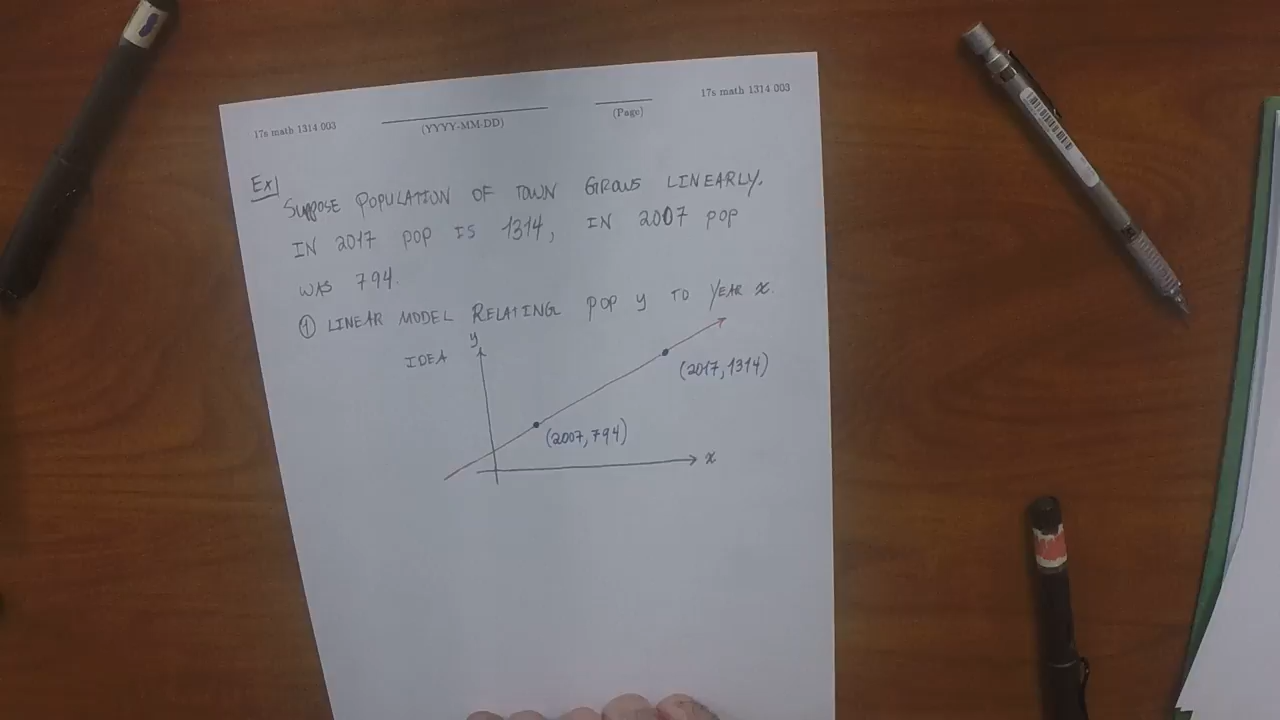 17s math 1314 003
(YYYY-MM-DD)
(Page)
17s math 1314 003
Ex]
SUPPOSE POPULATION OF TOWN GROWS LINEARLY.
IN 2017 POP IS 1314, IN 2007 POP
WAS 794.
① LINEAR MODEL RELATING POP y TO YEAR x.
IDEA
y
(2017, 1314)
(2007, 794)
x